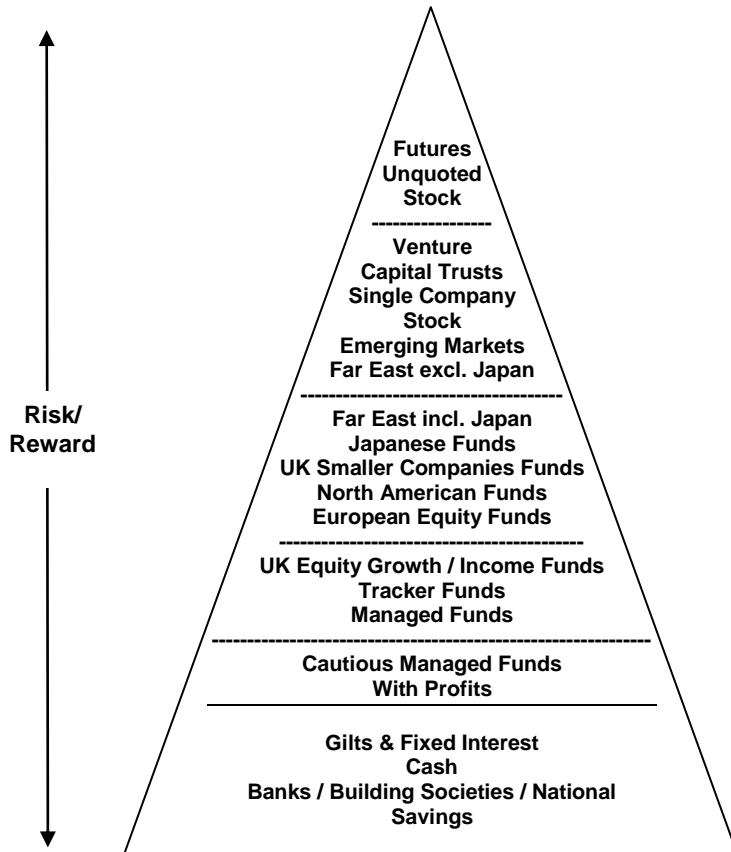 Futures
Unquoted
Stock
-----------------
Venture
Capital Trusts
Single Company
Stock
Emerging Markets
Far East excl. Japan
-------------------------------------
Far East incl. Japan
Japanese Funds
UK Smaller Companies Funds
North American Funds
European Equity Funds
-------------------------------------------
UK Equity Growth / Income Funds
Tracker Funds
Managed Funds
--------------------------------------------------------------
Cautious Managed Funds
With Profits
Gilts & Fixed Interest
Cash
Banks / Building Societies / National
Savings
Risk/
Reward